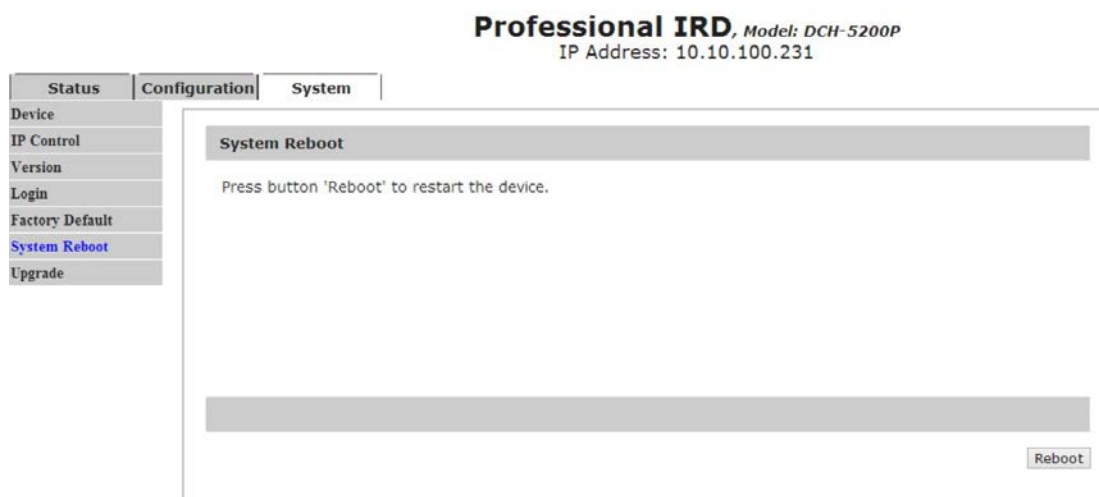 Professional IRD, Model: DCH-5200P
IP Address: 10.10.100.231
Status Configuration System
Device
IP Control
Version
Login
Factory Default
System Reboot
Upgrade
System Reboot
Press button 'Reboot' to restart the device.
Reboot